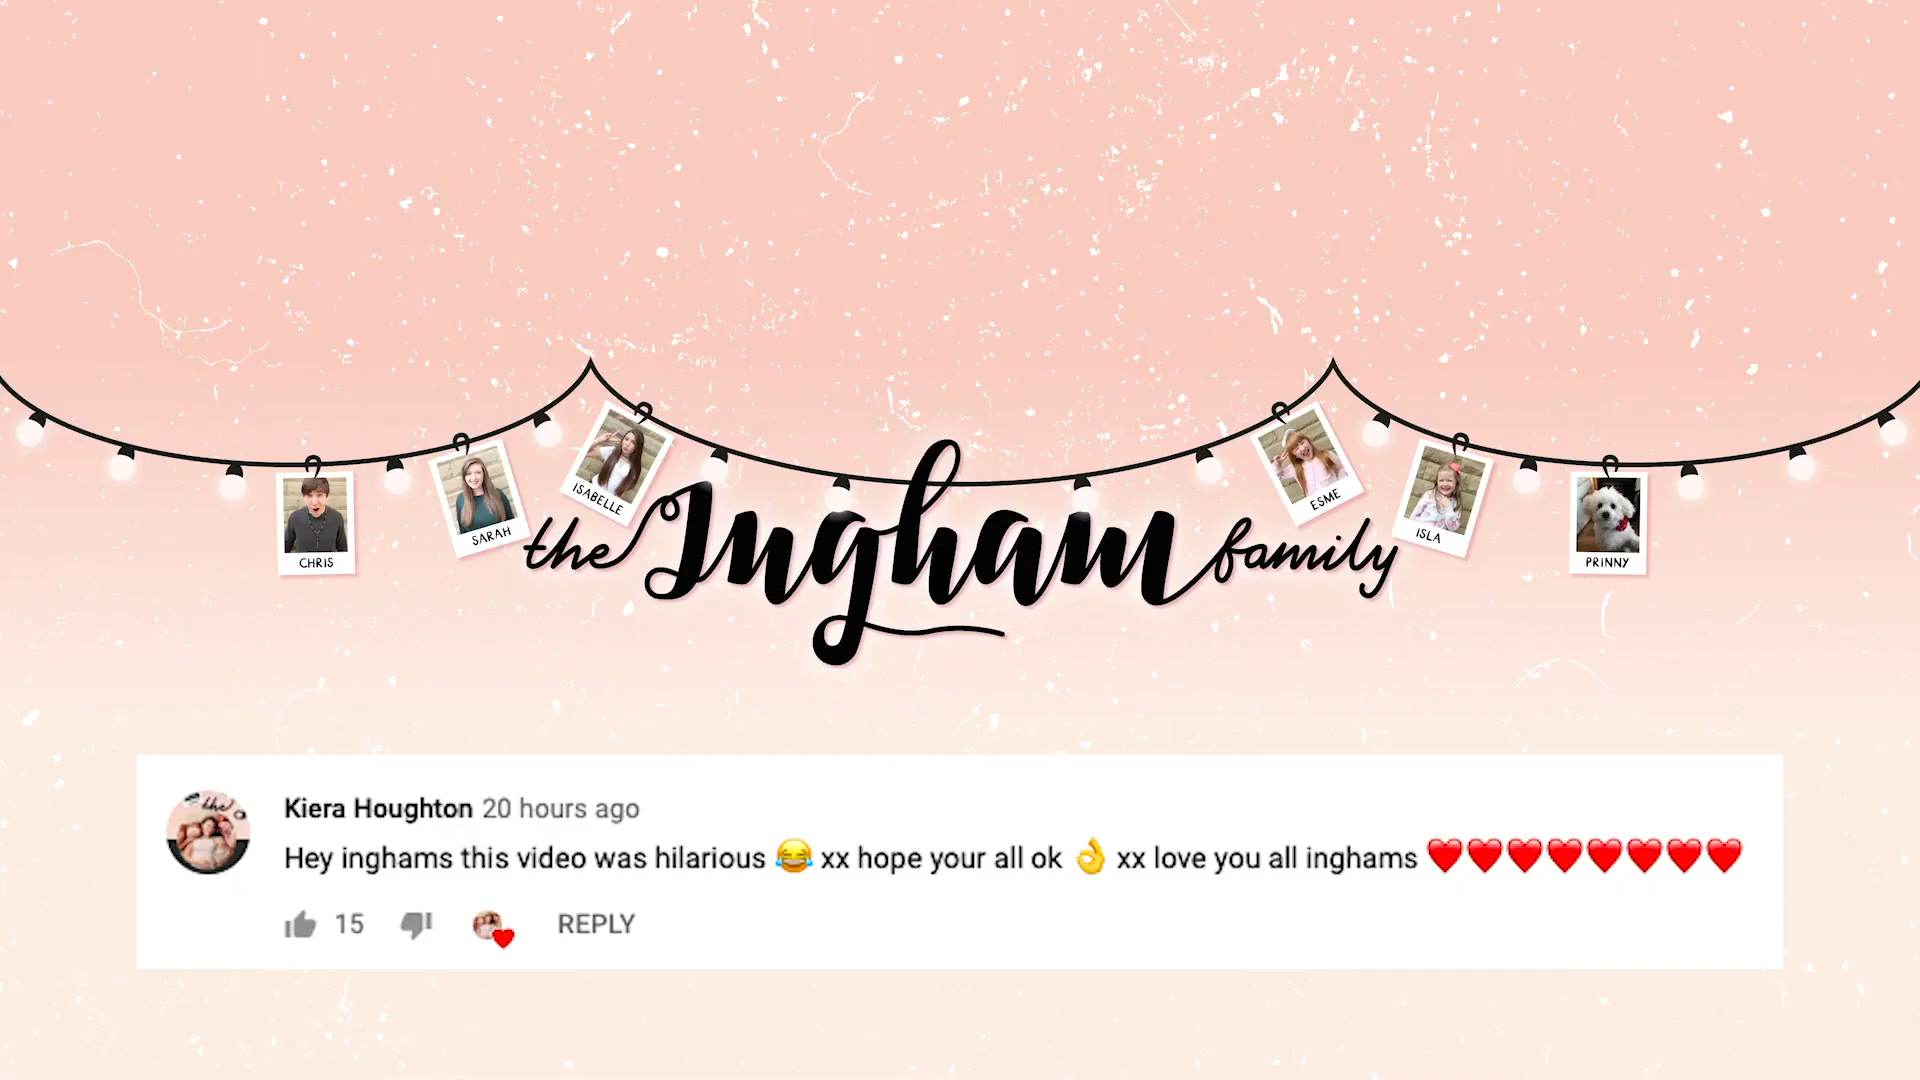 CHRIS
SARAH
ISABELLE
the Ingham family
ESME
ISLA
PRINNY
the
Kiera Houghton 20 hours ago
Hey inghams this video was hilarious 😂 xx hope your all ok 👌 xx love you all inghams ❤️❤️❤️❤️❤️❤️❤️❤️
15 REPLY